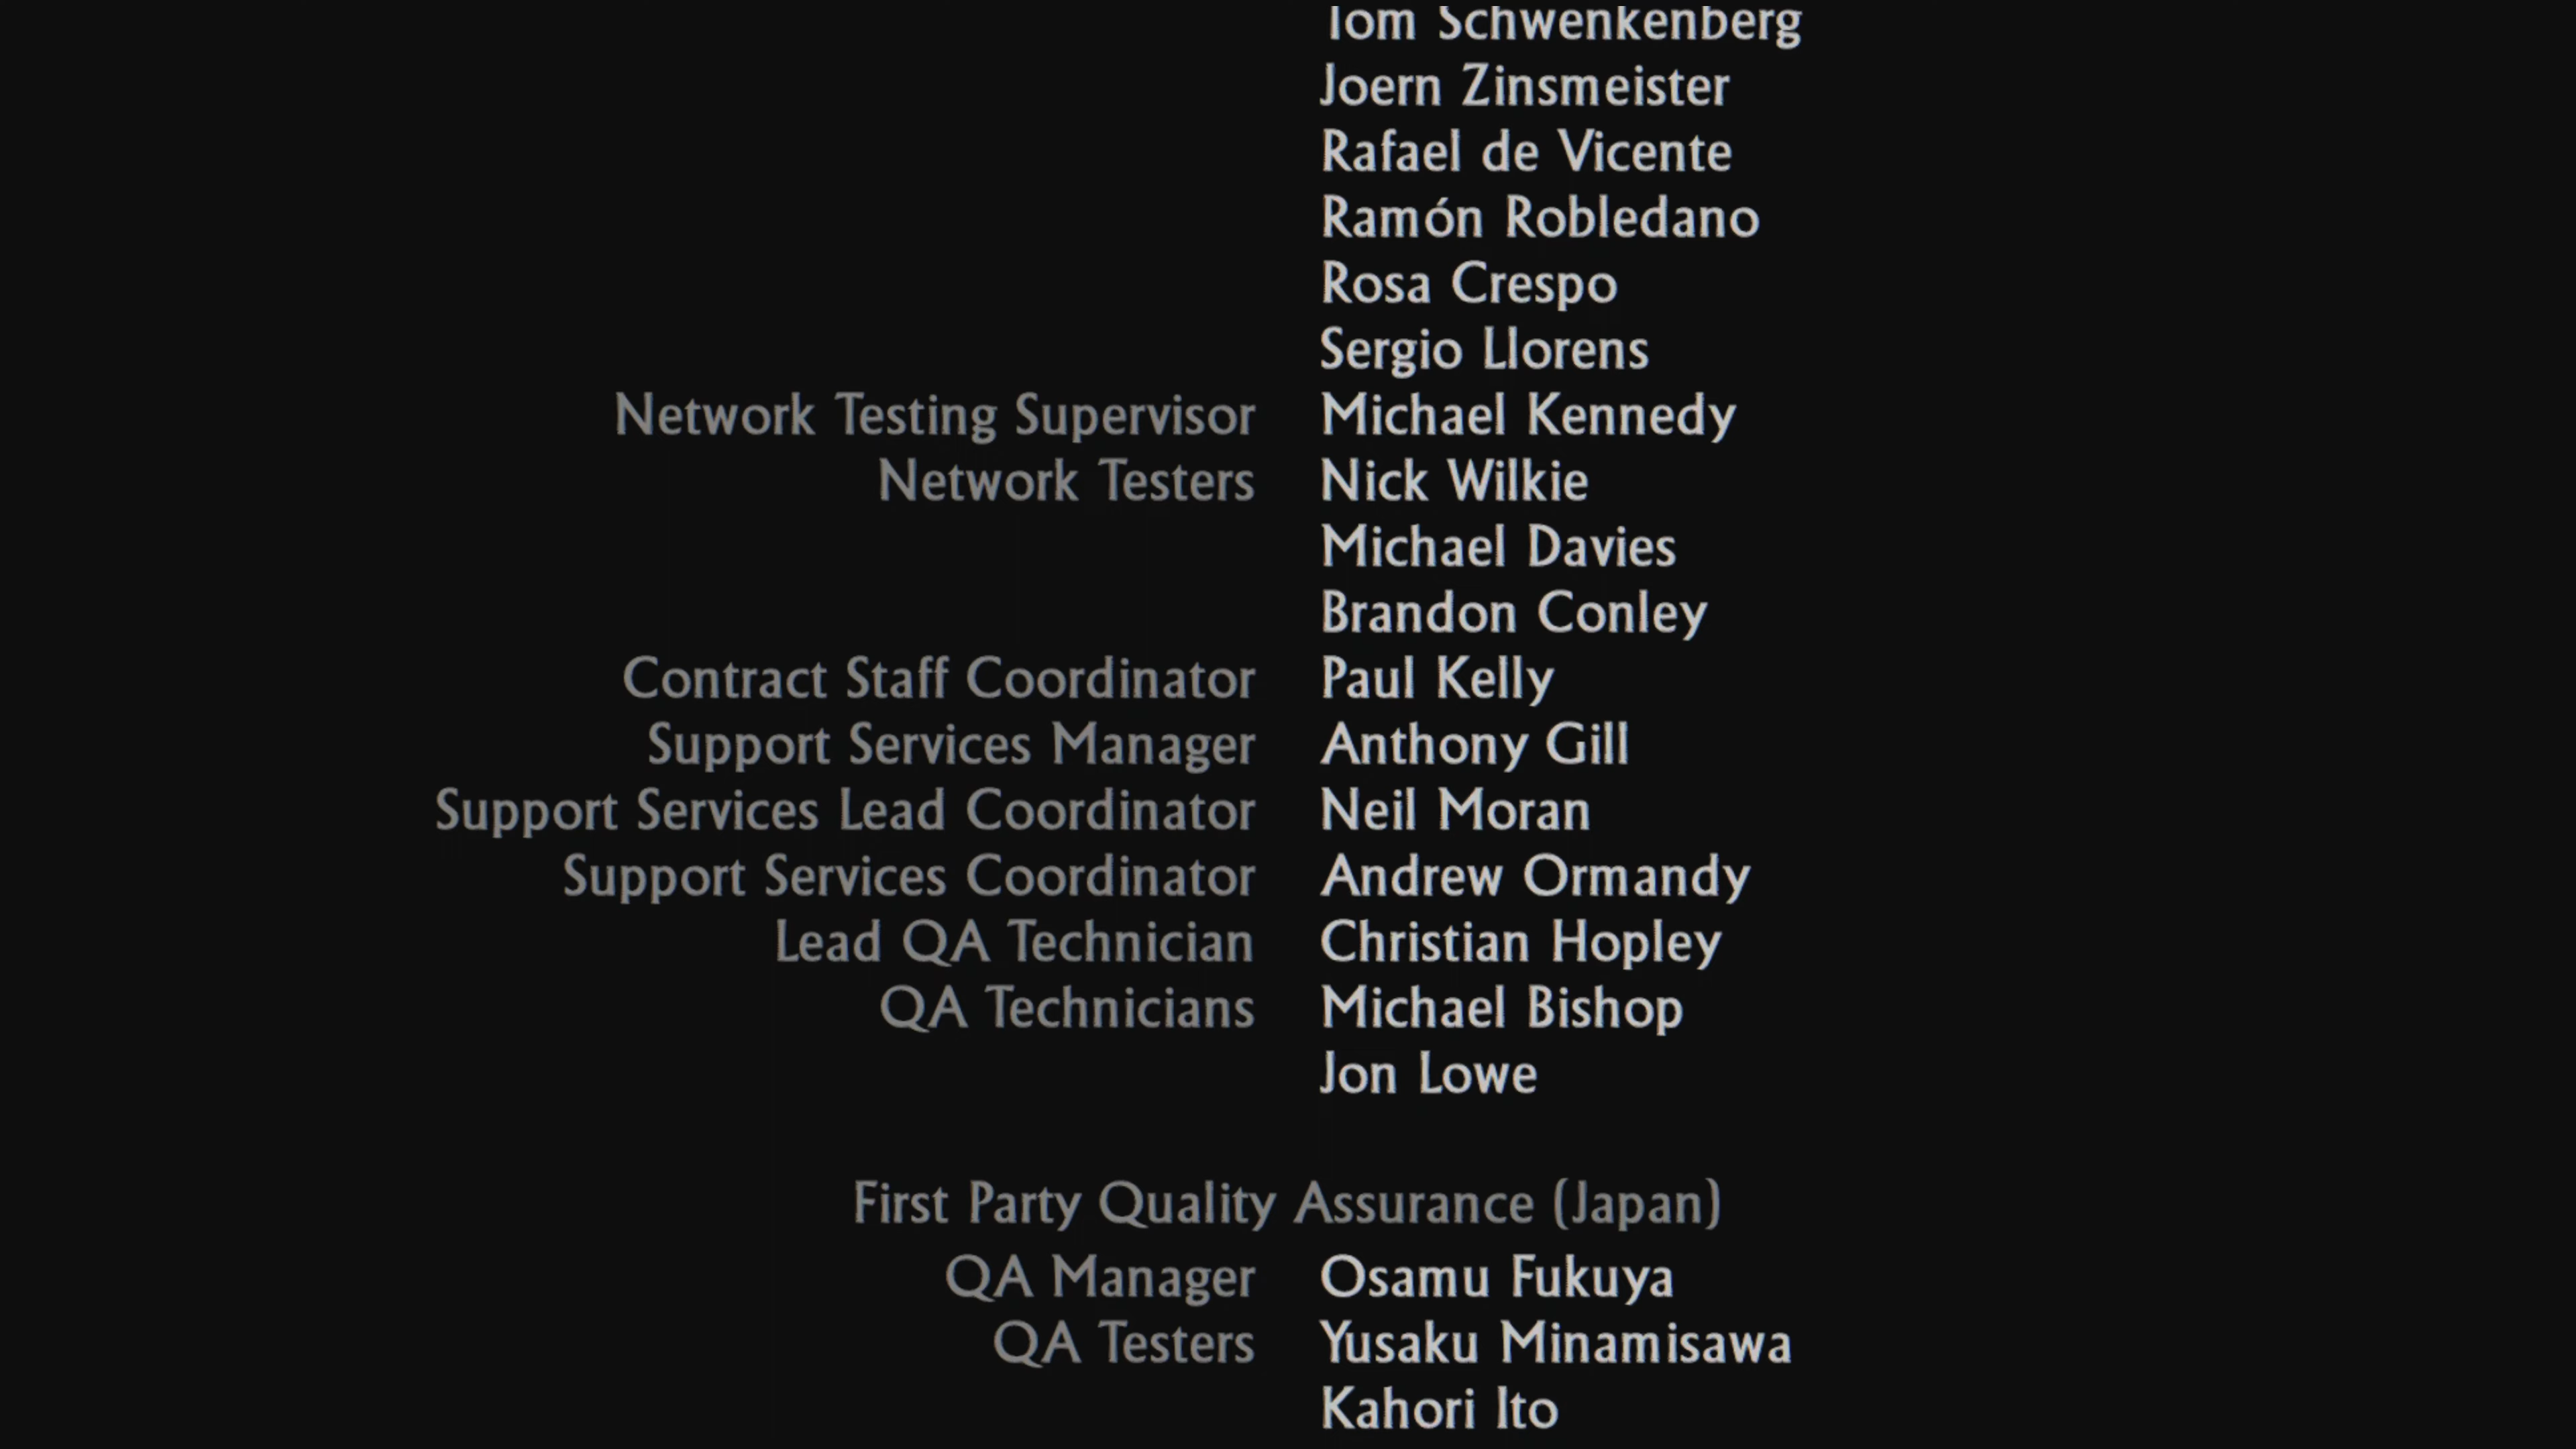 Tom Schwenkenberg
Joern Zinsmeister
Rafael de Vicente
Ramón Robledano
Rosa Crespo
Sergio Llorens
Network Testing Supervisor Michael Kennedy
Network Testers Nick Wilkie
Michael Davies
Brandon Conley
Contract Staff Coordinator Paul Kelly
Support Services Manager Anthony Gill
Support Services Lead Coordinator Neil Moran
Support Services Coordinator Andrew Ormandy
Lead QA Technician Christian Hopley
QA Technicians Michael Bishop
Jon Lowe
First Party Quality Assurance (Japan)
QA Manager Osamu Fukuya
QA Testers Yusaku Minamisawa
Kahori Ito